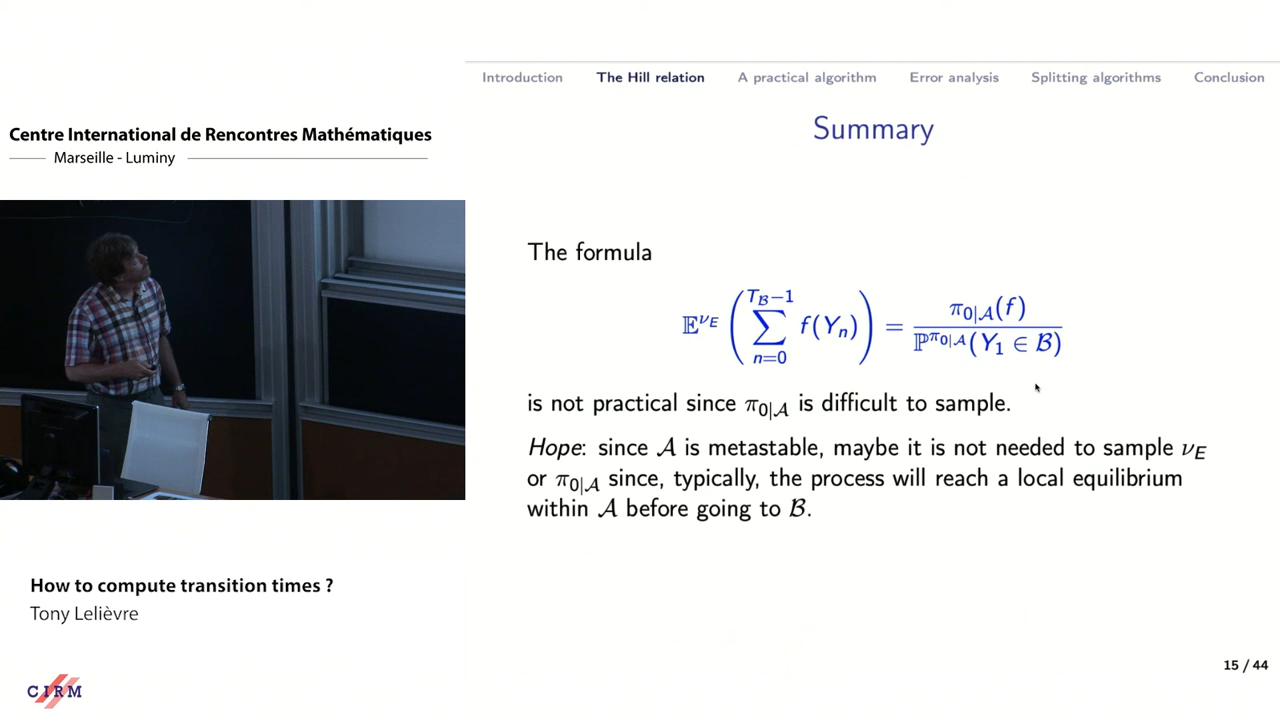 Introduction The Hill relation A practical algorithm Error analysis Splitting algorithms Conclusion
Centre International de Rencontres Mathématiques
Marseille - Luminy
Summary
The formula
𝔼^{ν_E} ( ∑_{n=0}^{T_ℬ−1} f(Y_n) ) = π_{0|𝒜}(f) / ℙ^{π_{0|𝒜}}(Y_1 ∈ ℬ)
is not practical since π_{0|𝒜} is difficult to sample.
Hope: since 𝒜 is metastable, maybe it is not needed to sample ν_E
or π_{0|𝒜} since, typically, the process will reach a local equilibrium
within 𝒜 before going to ℬ.
How to compute transition times ?
Tony Lelièvre
15 / 44
CIRM